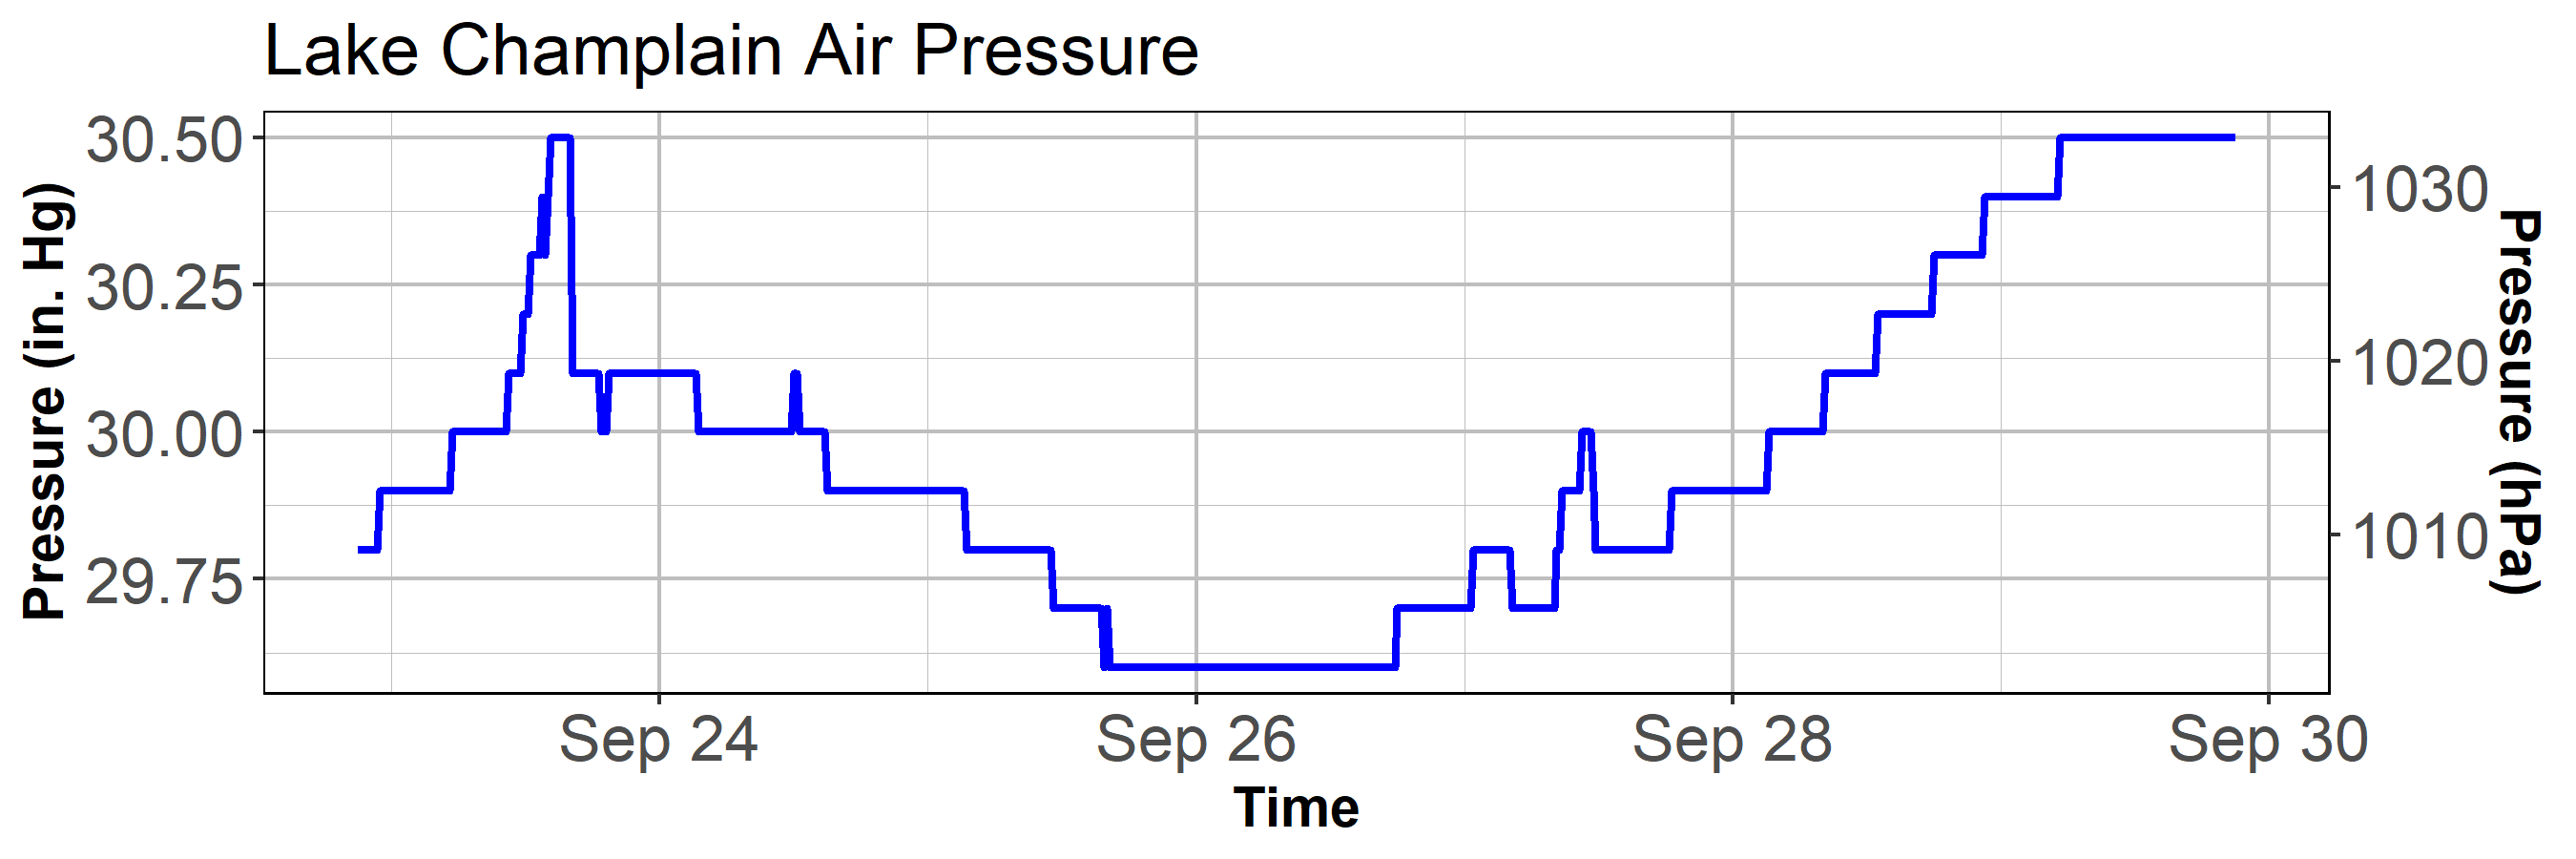 Lake Champlain Air Pressure
30.50
30.25
30.00
29.75
Pressure (in. Hg)
1030
1020
1010
Pressure (hPa)
Sep 24 Sep 26 Sep 28 Sep 30
Time